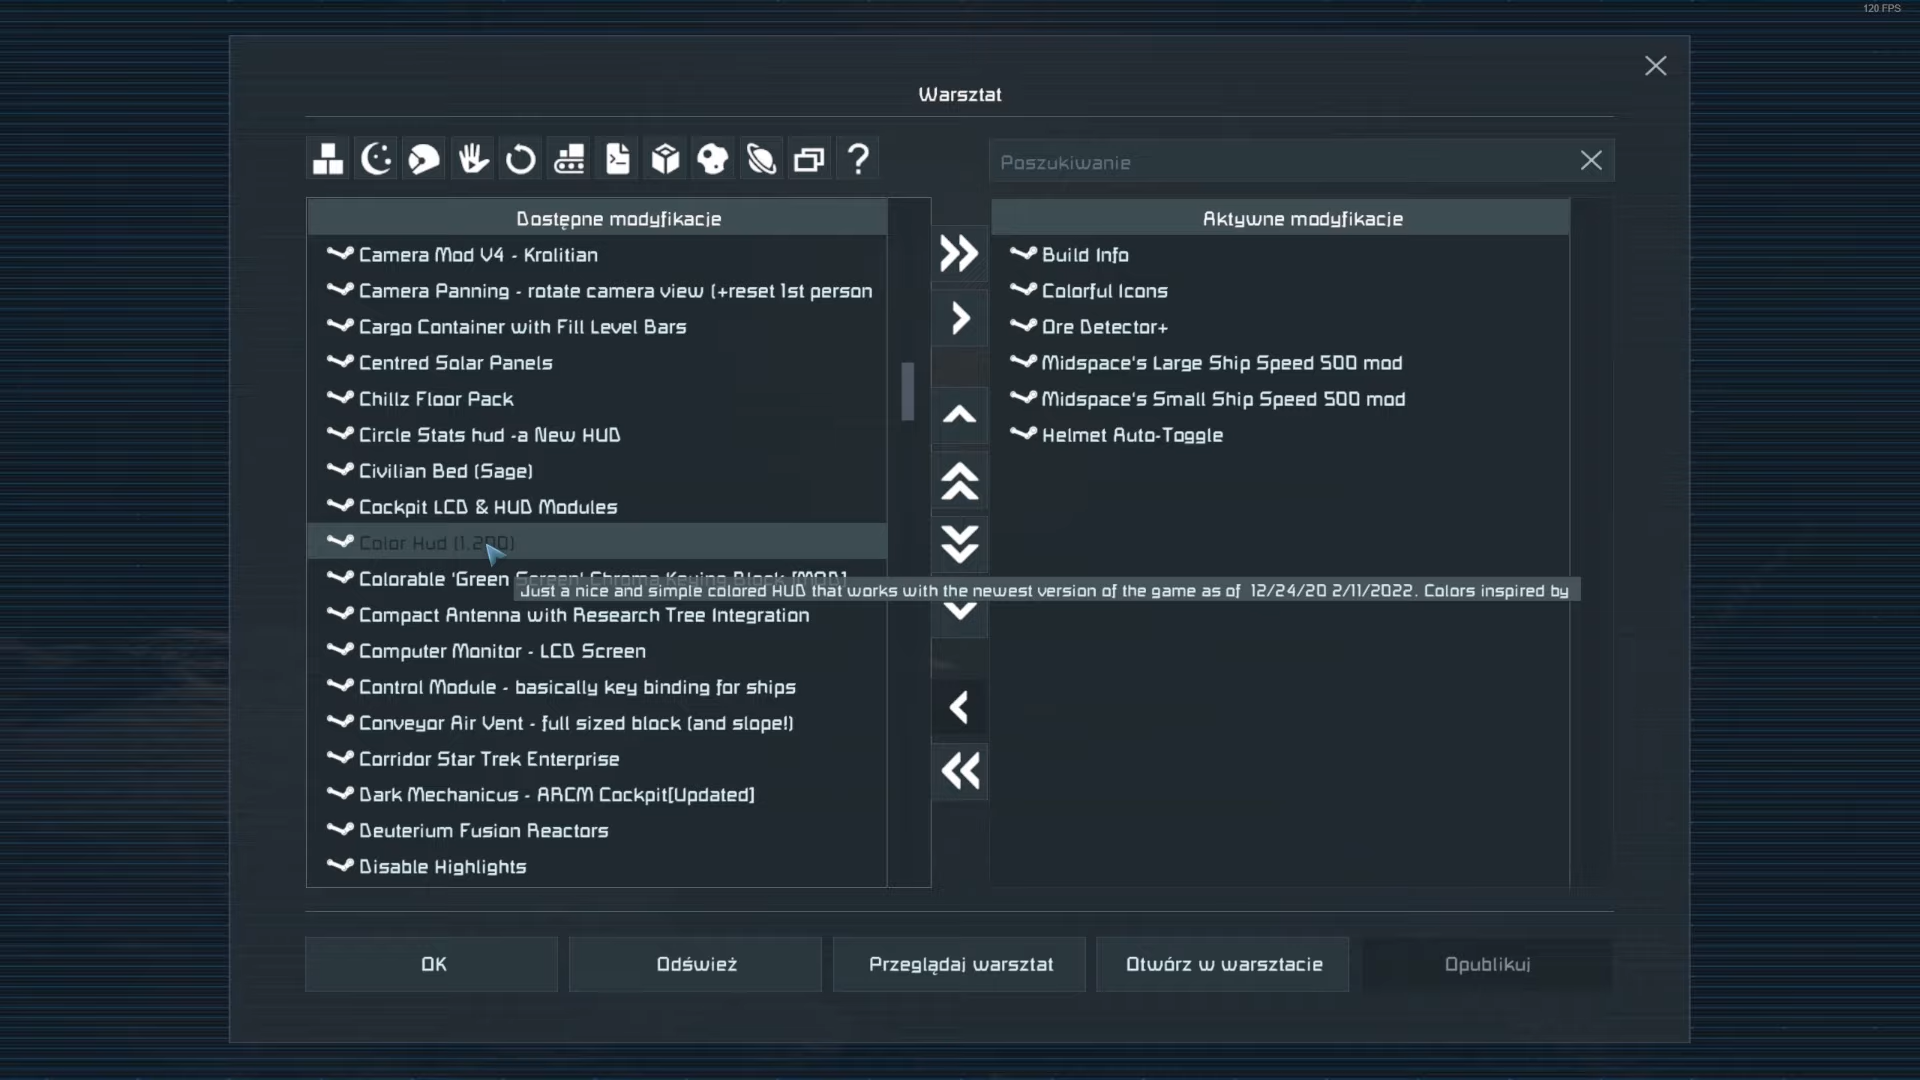 120 FPS
Warsztat
Poszukiwanie
Dostępne modyfikacje
Camera Mod V4 - Krolitian
Camera Panning - rotate camera view (+reset 1st person
Cargo Container with Fill Level Bars
Centred Solar Panels
Chillz Floor Pack
Circle Stats hud -a New HUD
Civilian Bed (Sage)
Cockpit LCD & HUD Modules
Color Hud (1.200)
Colorable 'Green Screen' Chroma Keying Block [MOD]
Just a nice and simple colored HUD that works with the newest version of the game as of 12/24/20 2/11/2022. Colors inspired by
Compact Antenna with Research Tree Integration
Computer Monitor - LCD Screen
Control Module - basically key binding for ships
Conveyor Air Vent - full sized block (and slope!)
Corridor Star Trek Enterprise
Dark Mechanicus - ARCM Cockpit[Updated]
Deuterium Fusion Reactors
Disable Highlights
Aktywne modyfikacje
Build Info
Colorful Icons
Ore Detector+
Midspace's Large Ship Speed 500 mod
Midspace's Small Ship Speed 500 mod
Helmet Auto-Toggle
OK
Odśwież
Przeglądaj warsztat
Otwórz w warsztacie
Opublikuj